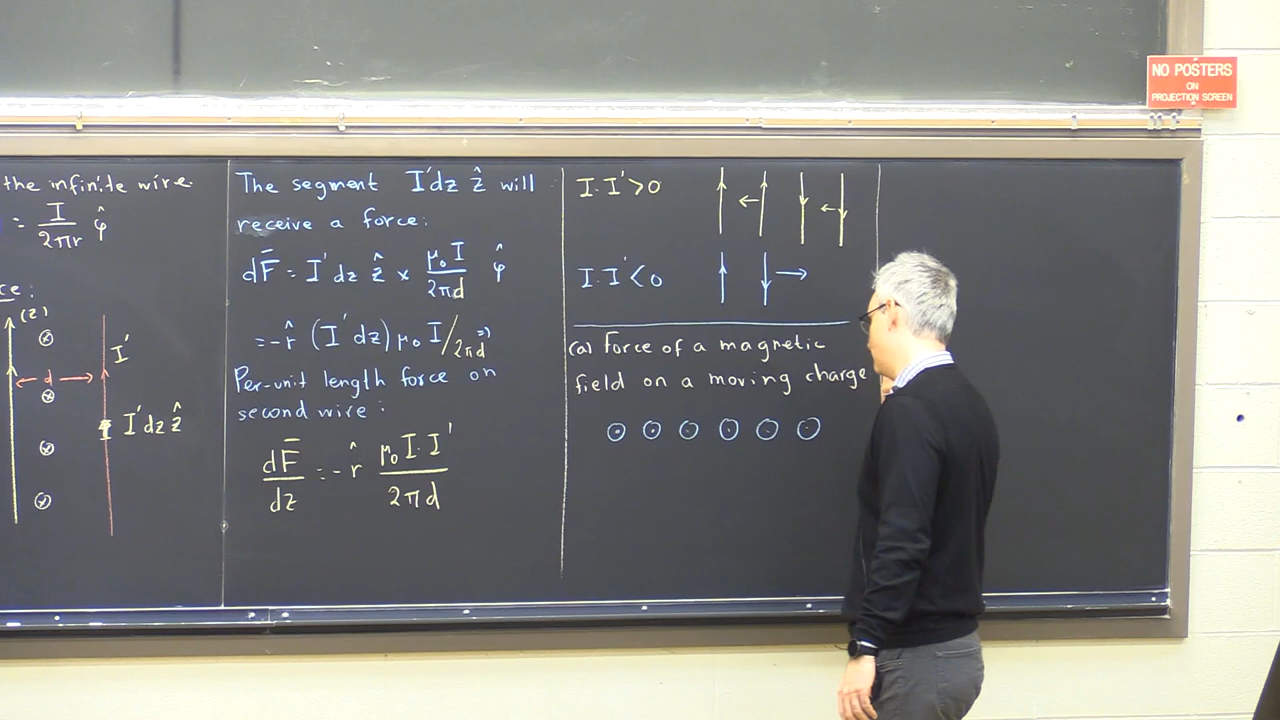 NO POSTERS
ON
PROJECTION SCREEN
the infinite wire.
= I/2πr φ̂
ce:
(z)
I'
d
I'dz ẑ
The segment I'dz ẑ will
receive a force:
dF̄ = I'dz ẑ × μ₀I/2πd φ̂
= -r̂ (I'dz) μ₀ I/2πd ⇒
Per-unit length force on
second wire:
dF̄/dz = - r̂ μ₀ I·I'/2πd
I·I'>0
I·I'<0
(a) Force of a magnetic
field on a moving charge